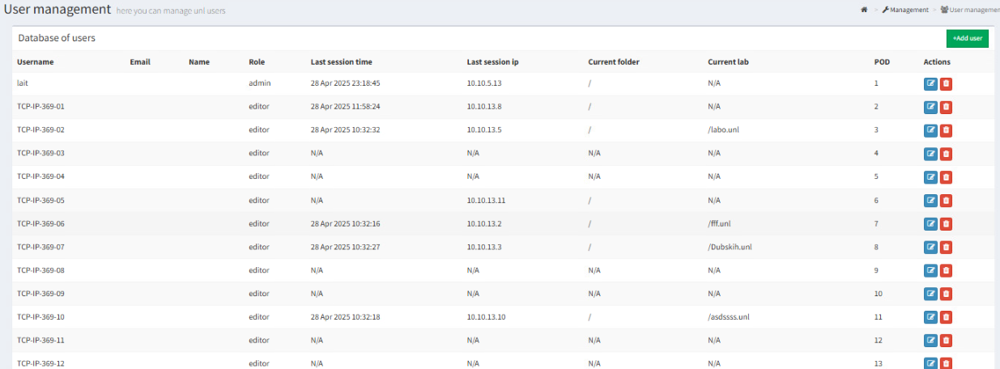 User management here you can manage unl users
> Management > User managemen
Database of users
+Add user
Username Email Name Role Last session time Last session ip Current folder Current lab POD Actions
lait admin 28 Apr 2025 23:18:45 10.10.5.13 / N/A 1
TCP-IP-369-01 editor 28 Apr 2025 11:58:24 10.10.13.8 / N/A 2
TCP-IP-369-02 editor 28 Apr 2025 10:32:32 10.10.13.5 / /labo.unl 3
TCP-IP-369-03 editor N/A N/A N/A N/A 4
TCP-IP-369-04 editor N/A N/A N/A N/A 5
TCP-IP-369-05 editor N/A 10.10.13.11 / N/A 6
TCP-IP-369-06 editor 28 Apr 2025 10:32:16 10.10.13.2 / /fff.unl 7
TCP-IP-369-07 editor 28 Apr 2025 10:32:27 10.10.13.3 / /Dubskih.unl 8
TCP-IP-369-08 editor N/A N/A N/A N/A 9
TCP-IP-369-09 editor N/A N/A N/A N/A 10
TCP-IP-369-10 editor 28 Apr 2025 10:32:18 10.10.13.10 / /asdssss.unl 11
TCP-IP-369-11 editor N/A N/A N/A N/A 12
TCP-IP-369-12 editor N/A N/A N/A N/A 13